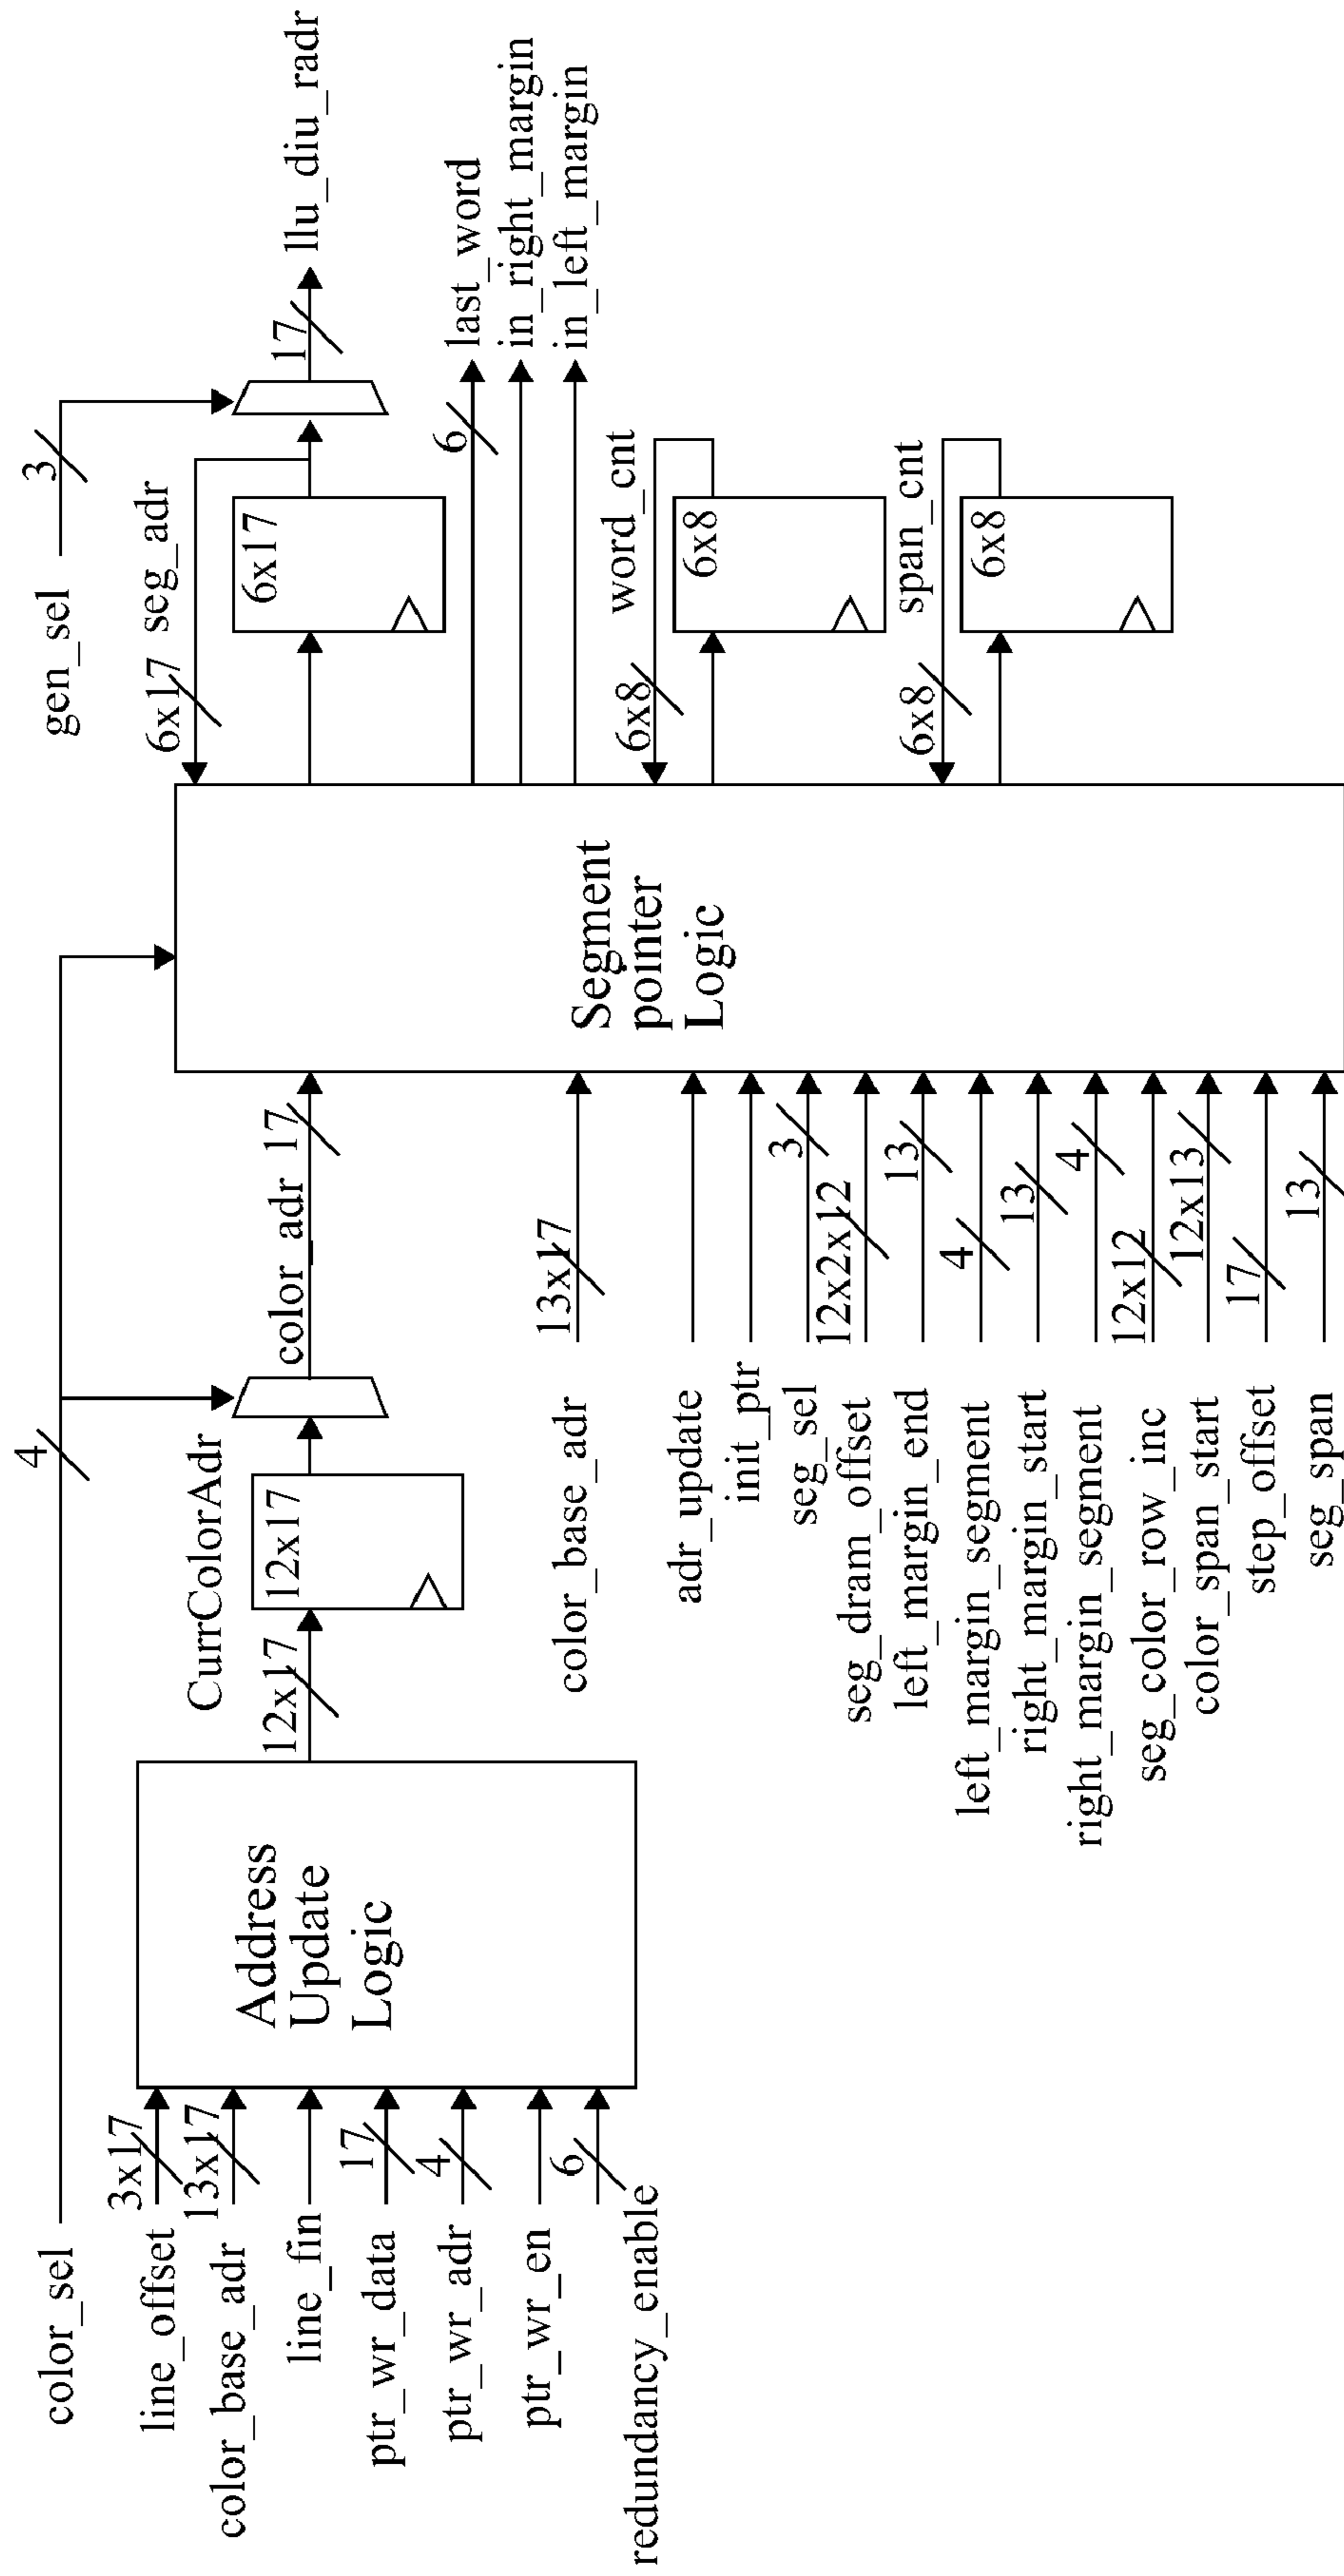 color_sel
4
line_offset
3x17
color_base_adr
13x17
line_fin
ptr_wr_data
17
ptr_wr_adr
4
ptr_wr_en
redundancy_enable
6
Address
Update
Logic
12x17
CurrColorAdr
12x17
color_adr
17
color_base_adr
13x17
adr_update
init_ptr
seg_sel
3
seg_dram_offset
12x2x12
left_margin_end
13
left_margin_segment
4
right_margin_start
13
right_margin_segment
4
seg_color_row_inc
12x12
color_span_start
12x13
step_offset
17
seg_span
13
Segment
pointer
Logic
gen_sel
3
6x17
seg_adr
6x17
17
llu_diu_radr
6
last_word
in_right_margin
in_left_margin
6x8
word_cnt
6x8
6x8
span_cnt
6x8